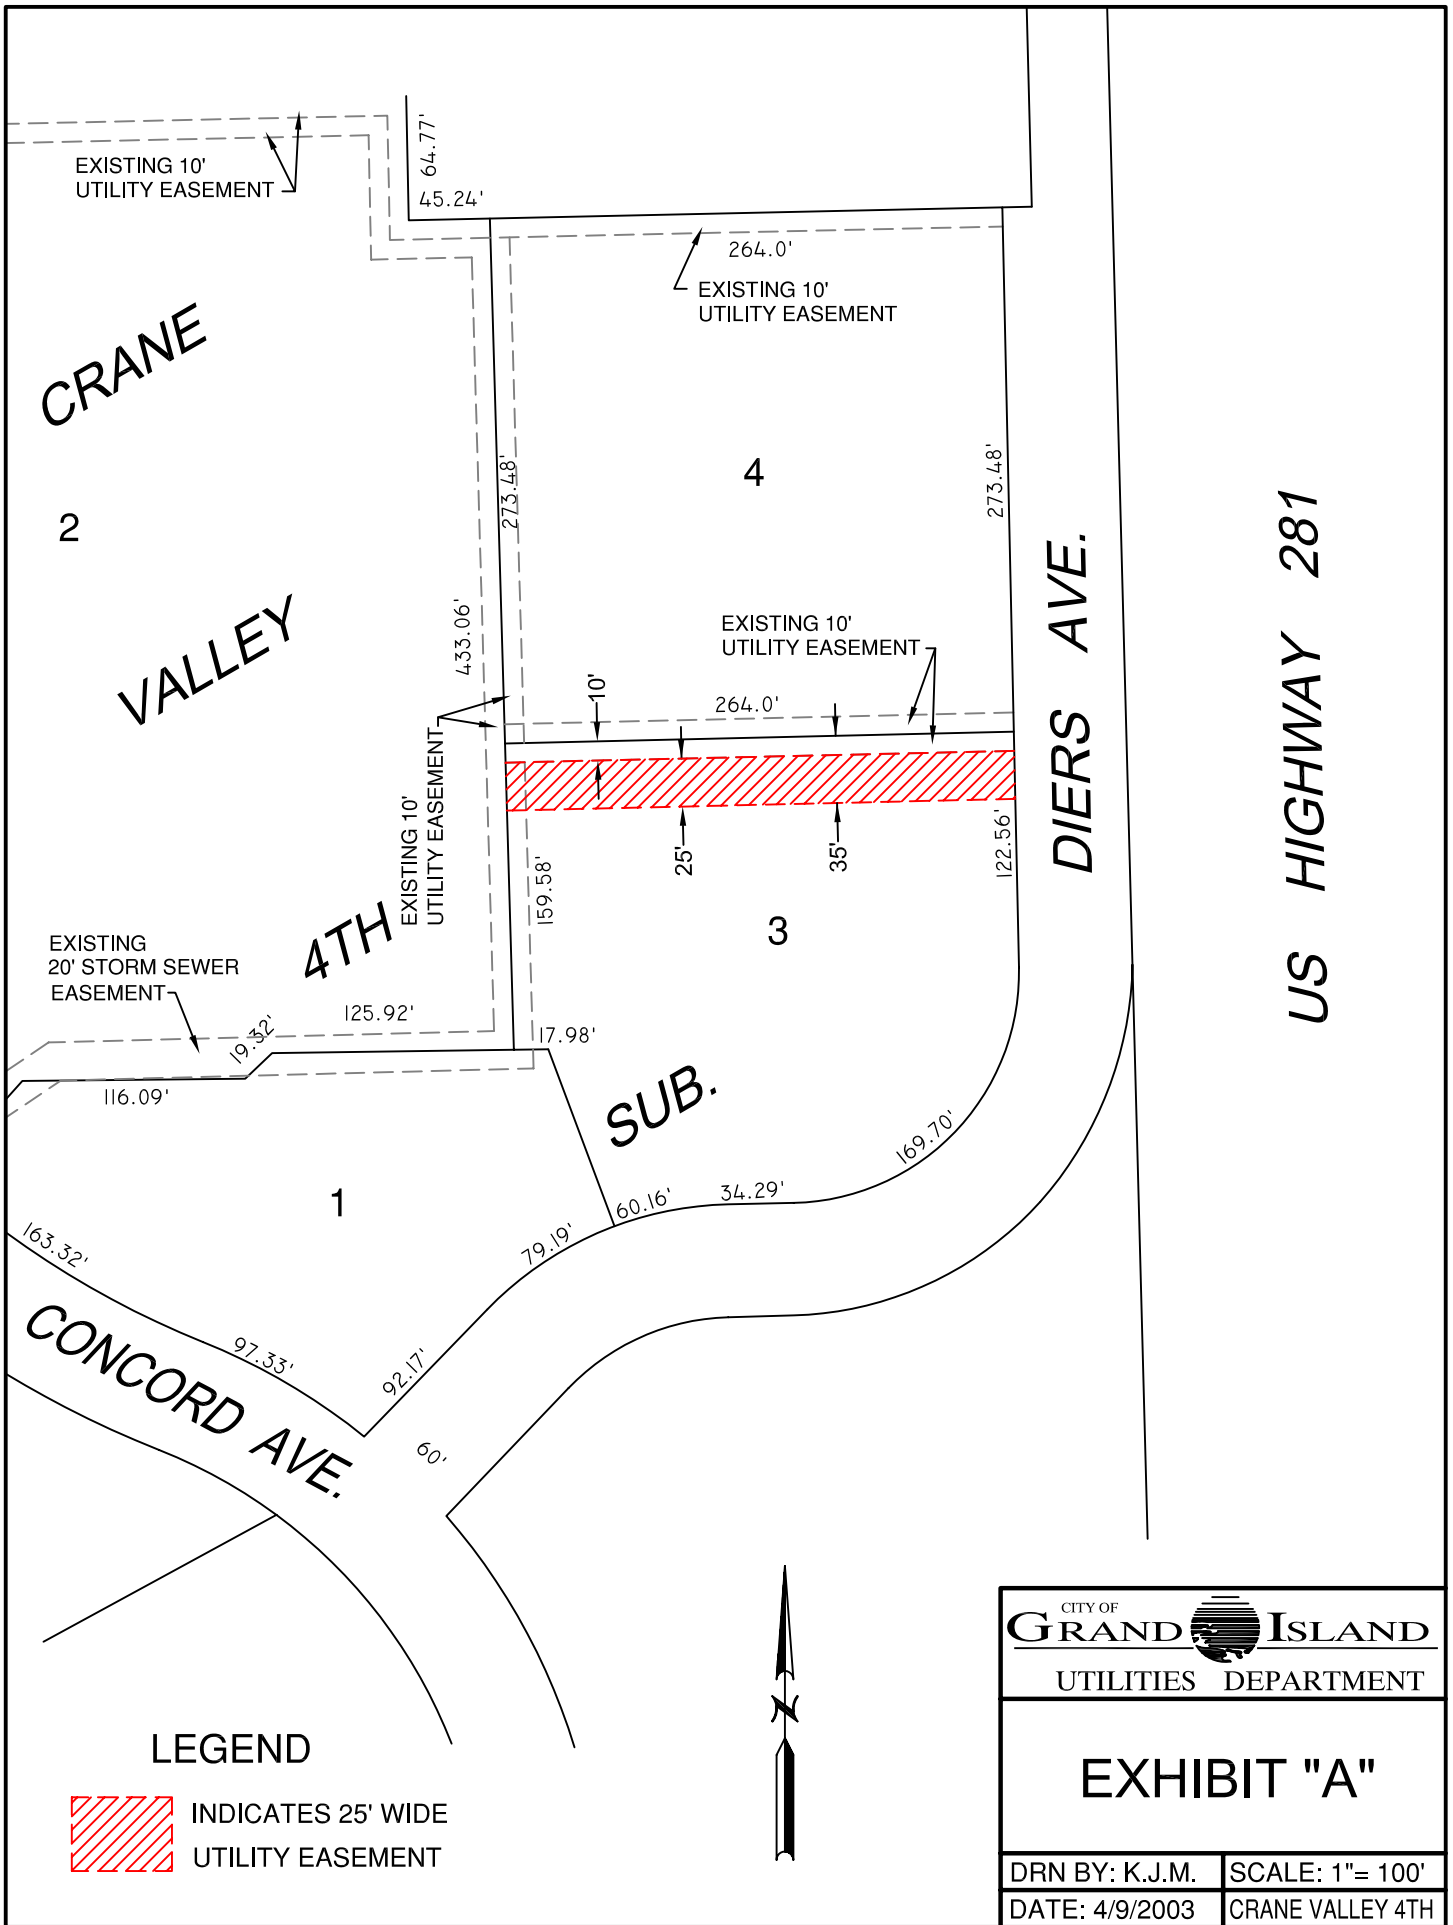 64.77'
45.24'
EXISTING 10'
UTILITY EASEMENT
264.0'
EXISTING 10'
UTILITY EASEMENT
CRANE
2
4
273.48'
273.48'
US HIGHWAY 281
DIERS AVE.
VALLEY
433.06'
EXISTING 10'
UTILITY EASEMENT
10'
264.0'
EXISTING 10'
UTILITY EASEMENT
25'
35'
122.56'
159.58'
4TH
3
EXISTING
20' STORM SEWER
EASEMENT
125.92'
19.32'
17.98'
116.09'
SUB.
169.70'
1
60.16'
34.29'
79.19'
163.32'
97.33'
92.17'
CONCORD AVE.
60'
N
LEGEND
INDICATES 25' WIDE
UTILITY EASEMENT
CITY OF
GRAND ISLAND
UTILITIES DEPARTMENT
EXHIBIT "A"
DRN BY: K.J.M.
SCALE: 1"= 100'
DATE: 4/9/2003
CRANE VALLEY 4TH